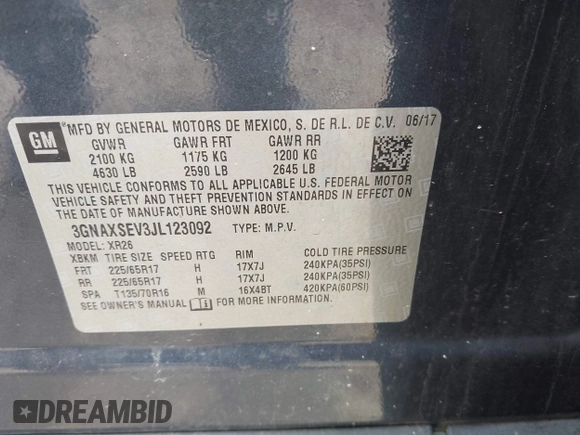 GM
®MFD BY GENERAL MOTORS DE MEXICO, S. DE R.L. DE C.V. 06/17
GVWR GAWR FRT GAWR RR
2100 KG 1175 KG 1200 KG
4630 LB 2590 LB 2645 LB
THIS VEHICLE CONFORMS TO ALL APPLICABLE U.S. FEDERAL MOTOR
VEHICLE SAFETY AND THEFT PREVENTION STANDARDS IN EFFECT ON
THE DATE OF MANUFACTURE SHOWN ABOVE.
3GNAXSEV3JL123092 TYPE: M.P.V.
MODEL: XR26
XBKM TIRE SIZE SPEED RTG RIM COLD TIRE PRESSURE
FRT 225/65R17 H 17X7J 240KPA(35PSI)
RR 225/65R17 H 17X7J 240KPA(35PSI)
SPA T135/70R16 M 16X4BT 420KPA(60PSI)
SEE OWNER'S MANUAL FOR MORE INFORMATION.
DREAMBID